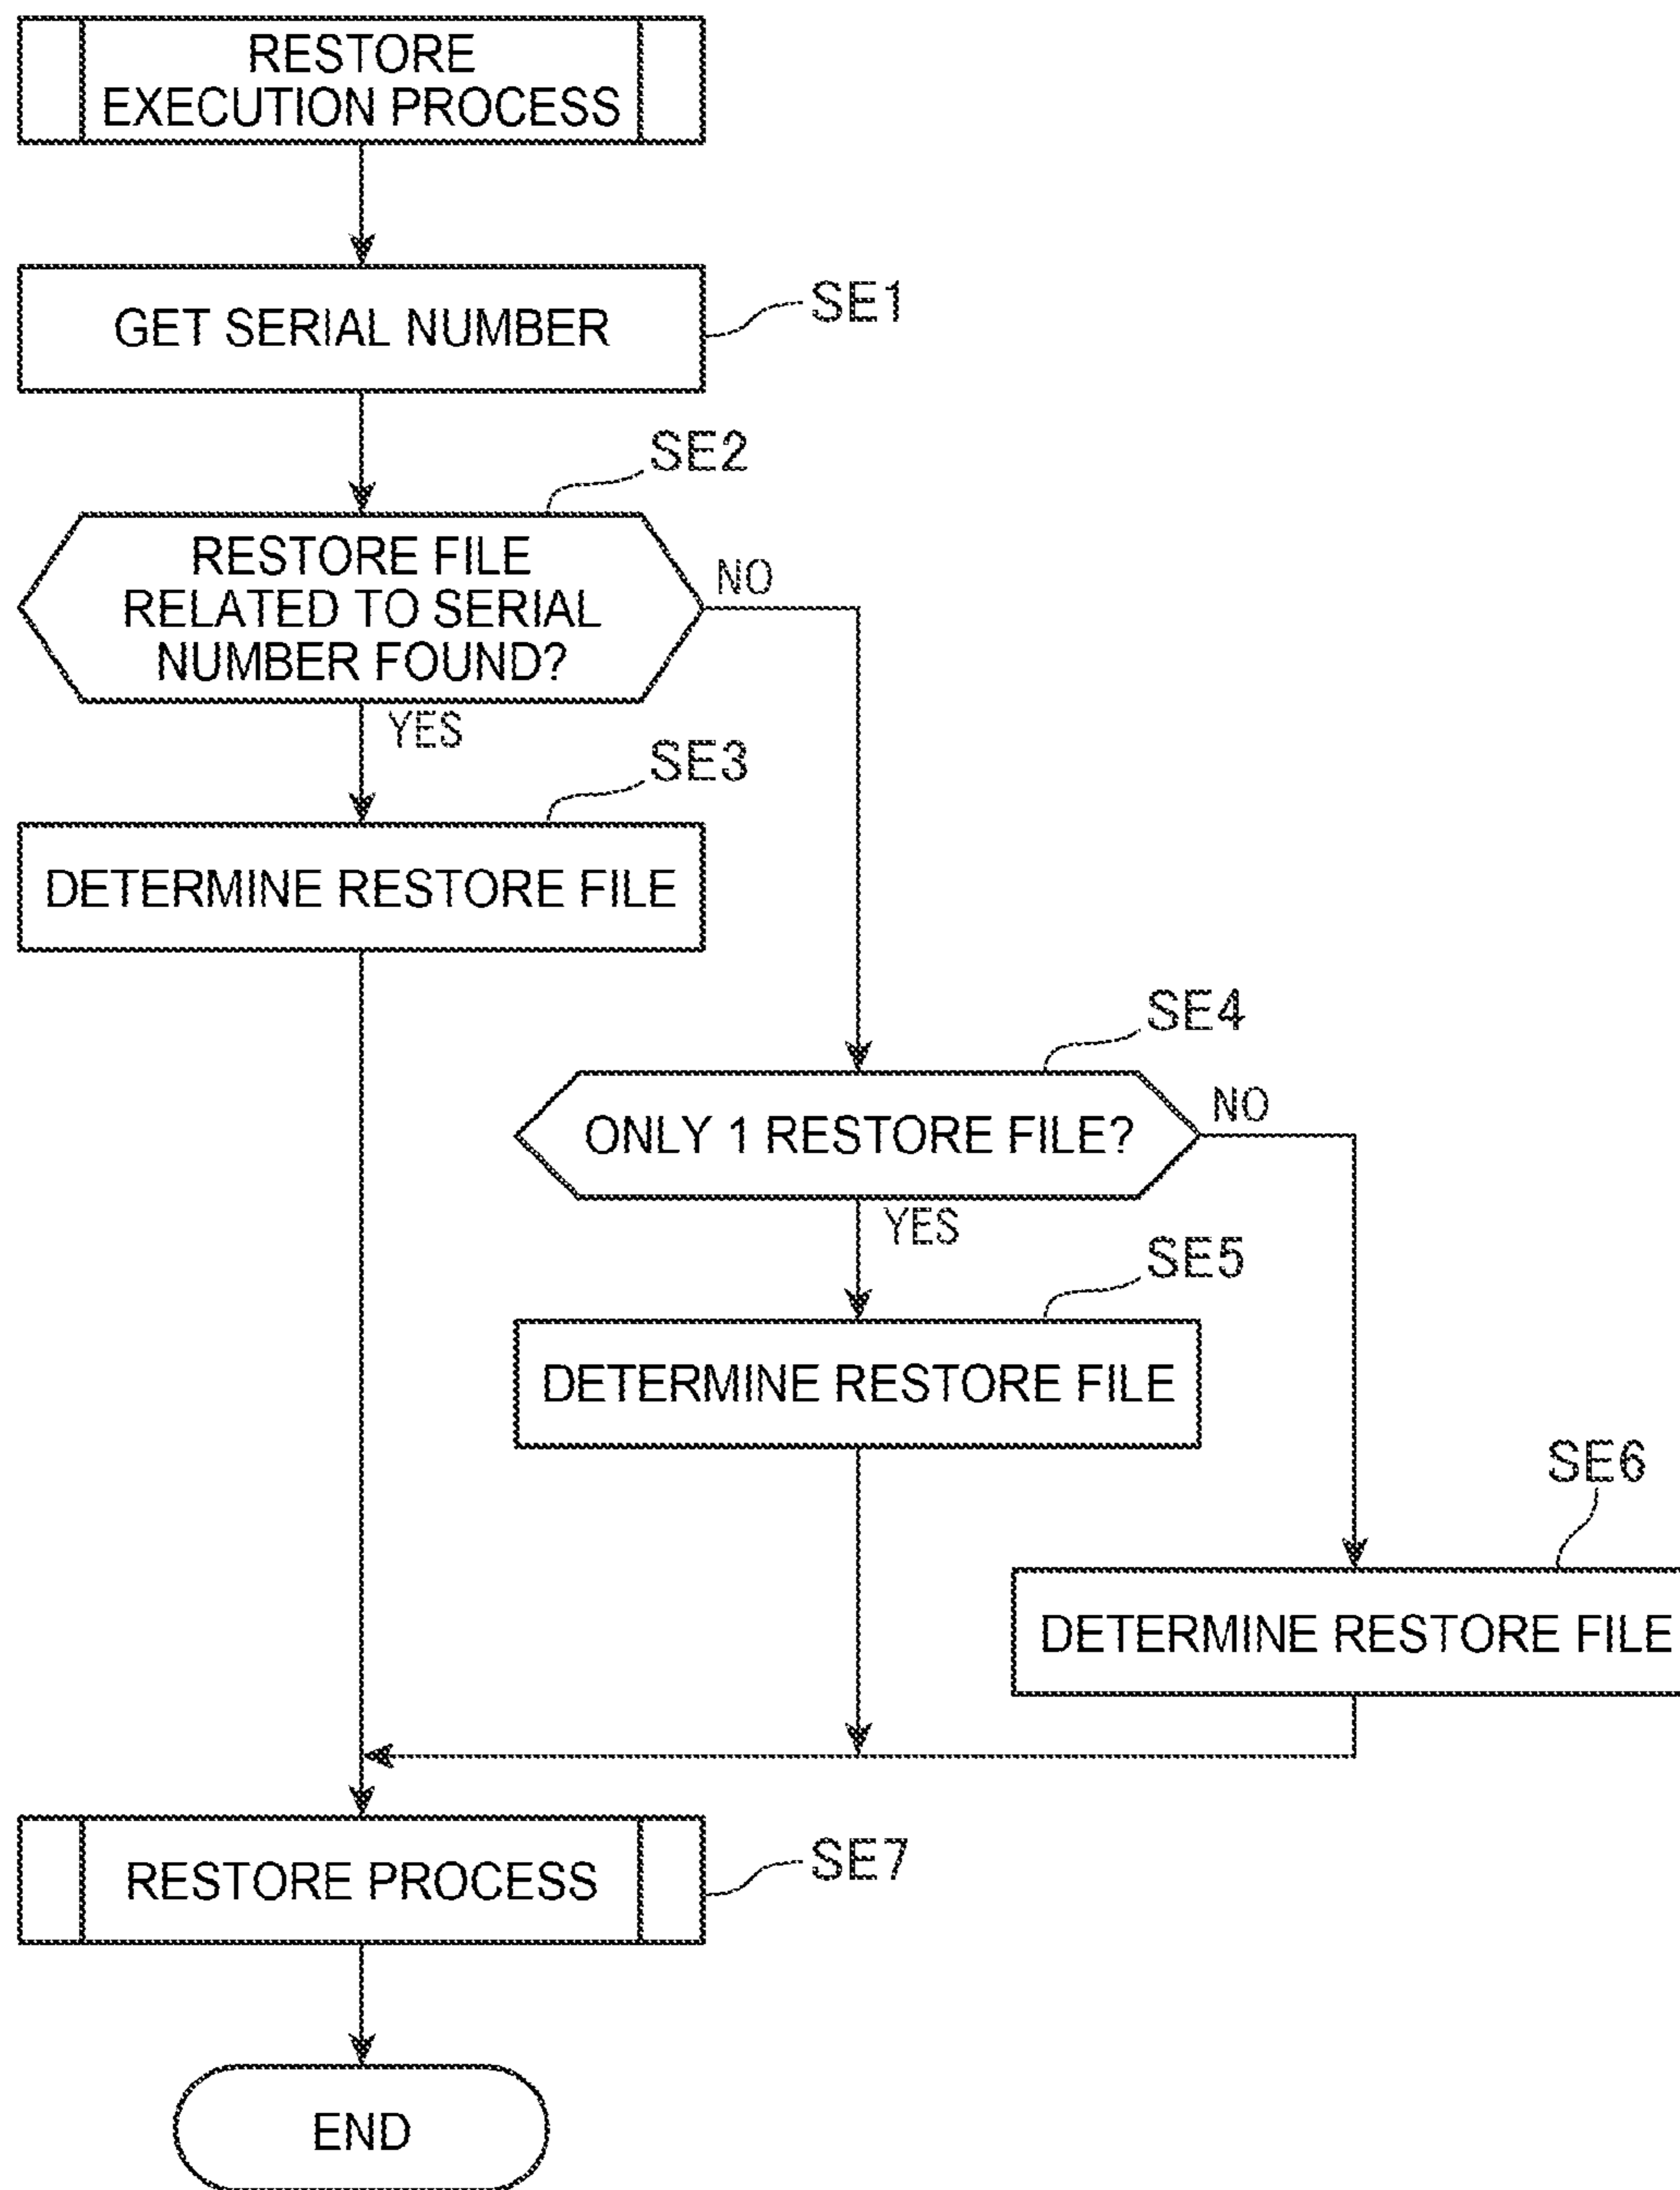 RESTORE
EXECUTION PROCESS
GET SERIAL NUMBER
SE1
SE2
RESTORE FILE
RELATED TO SERIAL
NUMBER FOUND?
NO
YES
SE3
DETERMINE RESTORE FILE
SE4
ONLY 1 RESTORE FILE?
NO
YES
SE5
DETERMINE RESTORE FILE
SE6
DETERMINE RESTORE FILE
RESTORE PROCESS
SE7
END